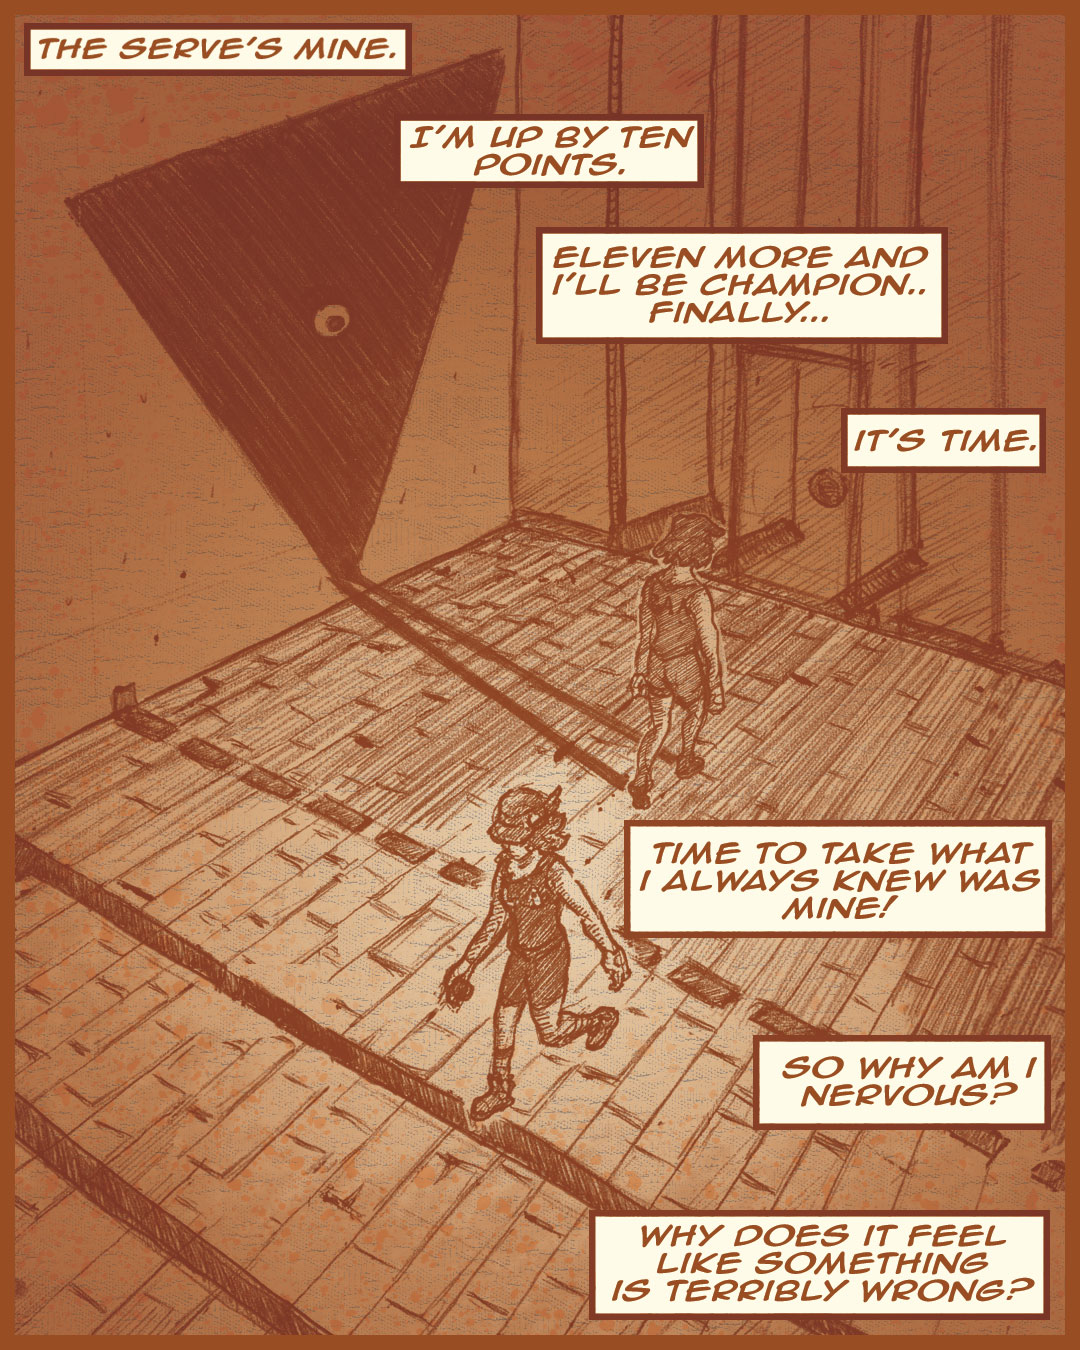 THE SERVE'S MINE.
I'M UP BY TEN
POINTS.
ELEVEN MORE AND
I'LL BE CHAMPION..
FINALLY...
IT'S TIME.
TIME TO TAKE WHAT
I ALWAYS KNEW WAS
MINE!
SO WHY AM I
NERVOUS?
WHY DOES IT FEEL
LIKE SOMETHING
IS TERRIBLY WRONG?